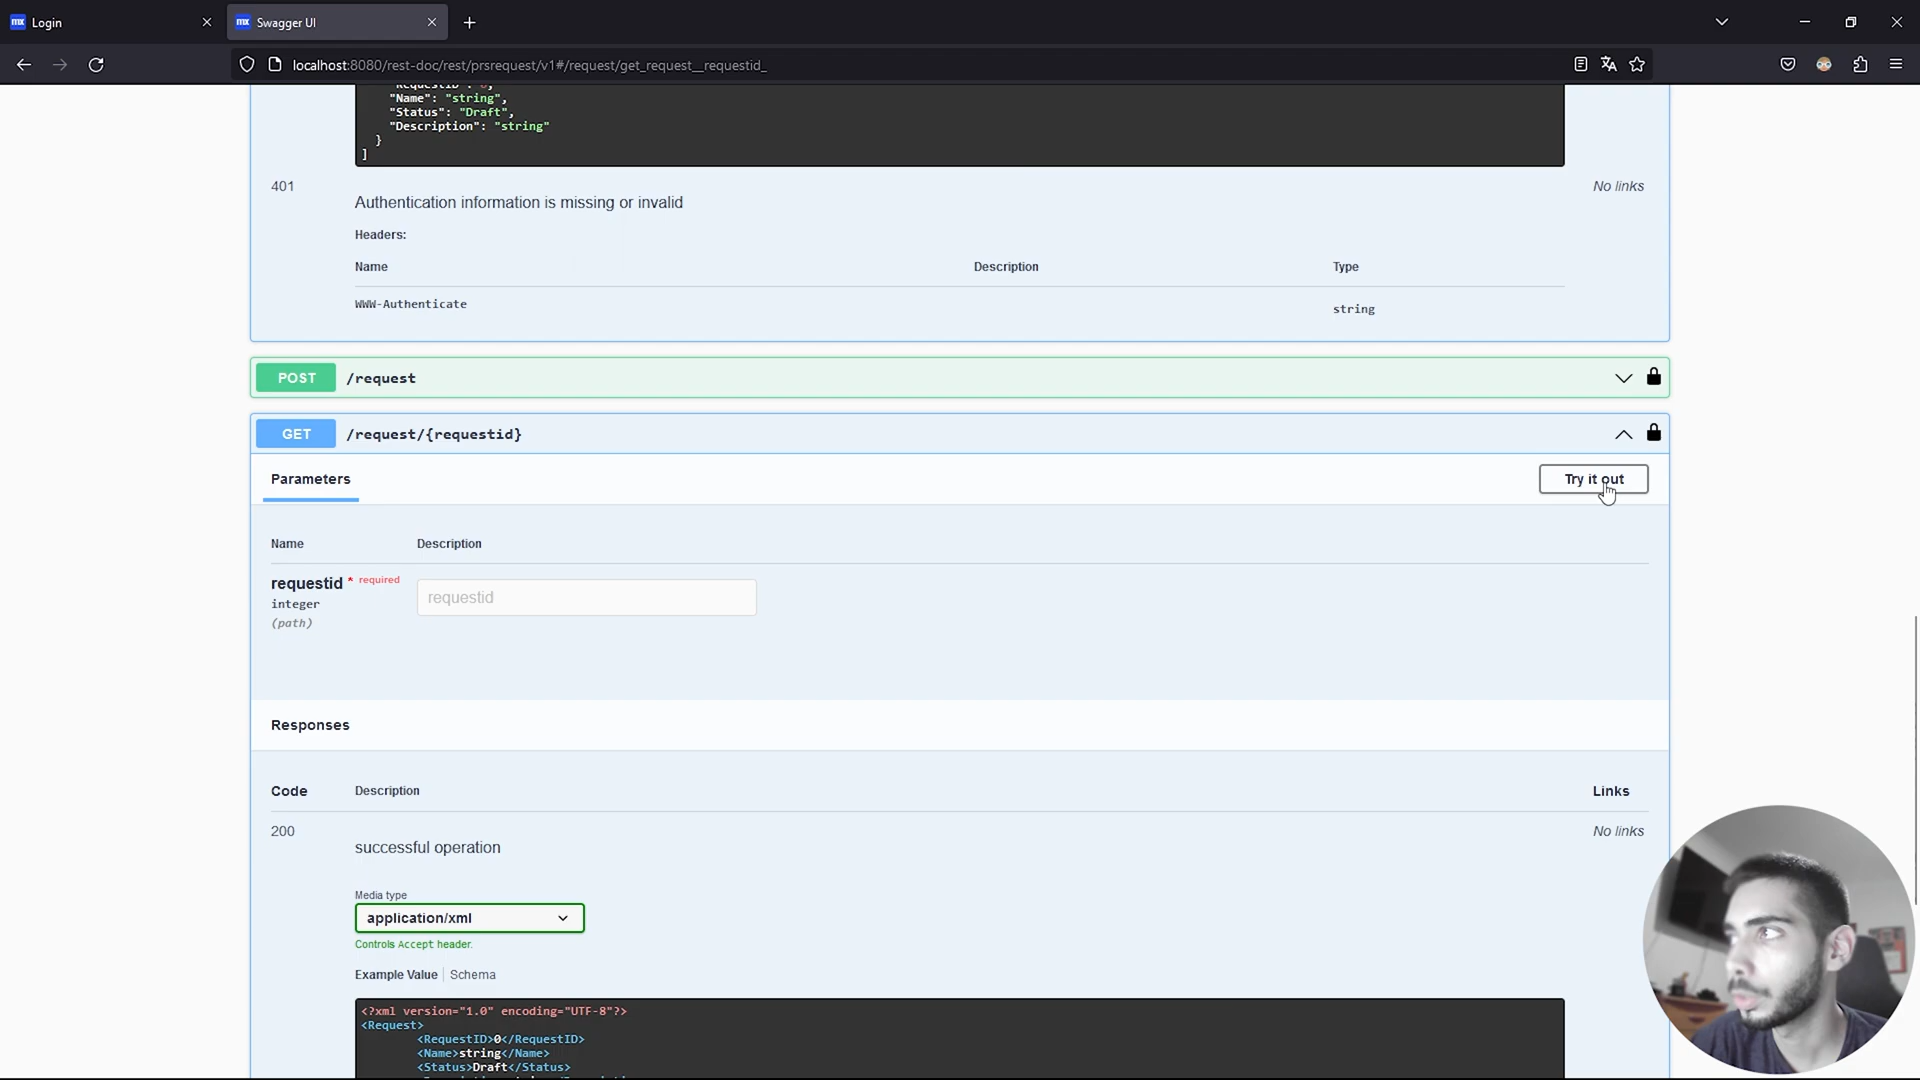 Login
Swagger UI
localhost:8080/rest-doc/rest/prsrequest/v1#/request/get_request__requestid_
"Name": "string",
"Status": "Draft",
"Description": "string"
}
]
401
No links
Authentication information is missing or invalid
Headers:
Name Description Type
WWW-Authenticate string
POST /request
GET /request/{requestid}
Parameters
Try it out
Name Description
requestid * required
integer
(path)
requestid
Responses
Code Description Links
200
No links
successful operation
Media type
application/xml
Controls Accept header.
Example Value Schema
<?xml version="1.0" encoding="UTF-8"?>
<Request>
<RequestID>0</RequestID>
<Name>string</Name>
<Status>Draft</Status>